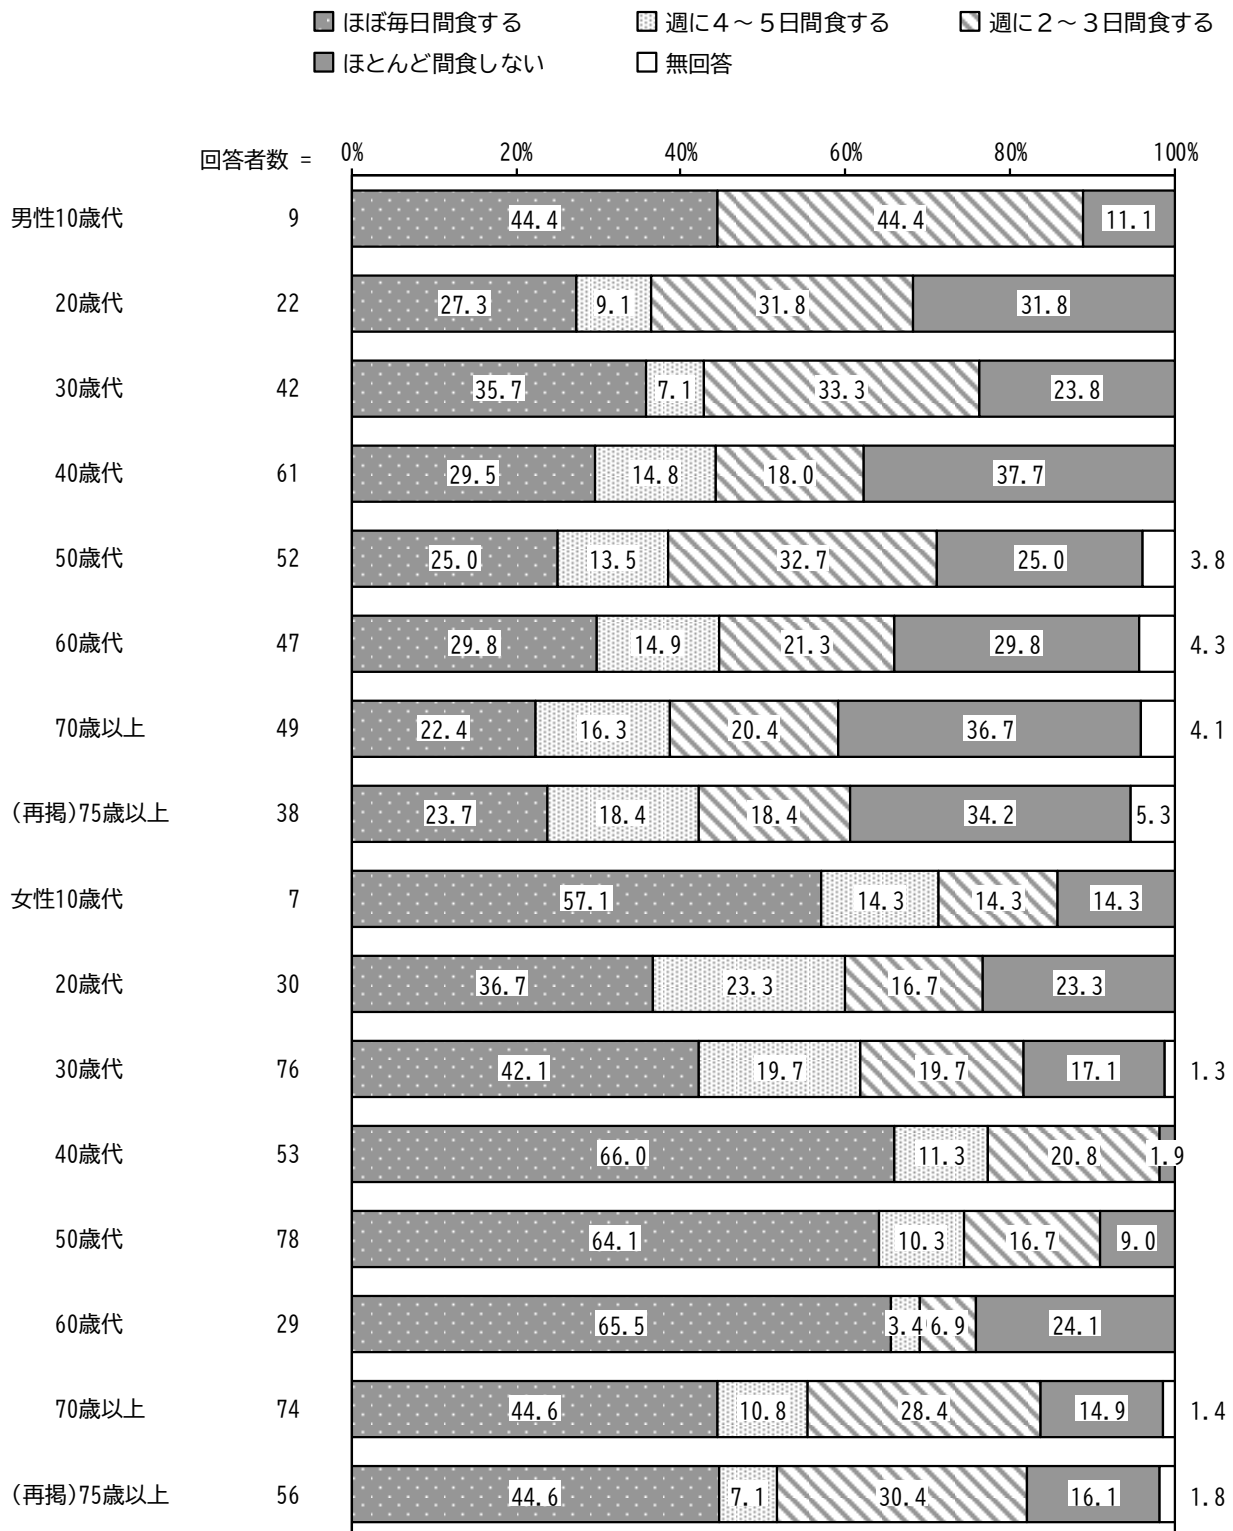 ほぼ毎日間食する 週に４～５日間食する 週に２～３日間食する
ほとんど間食しない 無回答
回答者数 = 0% 20% 40% 60% 80% 100%
男性10歳代 9 44.4 44.4 11.1
20歳代 22 27.3 9.1 31.8 31.8
30歳代 42 35.7 7.1 33.3 23.8
40歳代 61 29.5 14.8 18.0 37.7
50歳代 52 25.0 13.5 32.7 25.0 3.8
60歳代 47 29.8 14.9 21.3 29.8 4.3
70歳以上 49 22.4 16.3 20.4 36.7 4.1
(再掲)75歳以上 38 23.7 18.4 18.4 34.2 5.3
女性10歳代 7 57.1 14.3 14.3 14.3
20歳代 30 36.7 23.3 16.7 23.3
30歳代 76 42.1 19.7 19.7 17.1 1.3
40歳代 53 66.0 11.3 20.8 1.9
50歳代 78 64.1 10.3 16.7 9.0
60歳代 29 65.5 3.4 6.9 24.1
70歳以上 74 44.6 10.8 28.4 14.9 1.4
(再掲)75歳以上 56 44.6 7.1 30.4 16.1 1.8